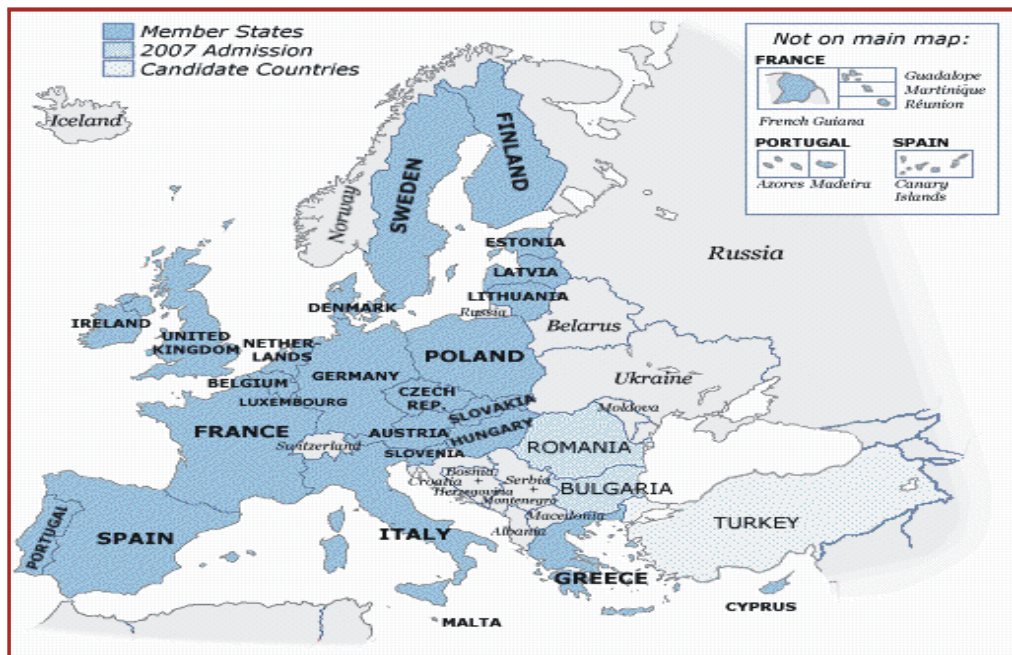 Member States
2007 Admission
Candidate Countries
Not on main map:
FRANCE
Guadalope
Martinique
Réunion
French Guiana
PORTUGAL
SPAIN
Azores Madeira
Canary
Islands
Iceland
FINLAND
SWEDEN
Norway
Russia
ESTONIA
LATVIA
LITHUANIA
Russia
DENMARK
IRELAND
UNITED
KINGDOM
NETHER-
LANDS
Belarus
POLAND
BELGIUM
GERMANY
LUXEMBOURG
CZECH
REP.
Ukraine
SLOVAKIA
Moldova
FRANCE
Switzerland
AUSTRIA
HUNGARY
SLOVENIA
ROMANIA
Croatia
Bosnia
+
Herzegovina
Serbia
+
Montenegro
BULGARIA
Macedonia
Albania
TURKEY
PORTUGAL
SPAIN
ITALY
GREECE
CYPRUS
MALTA